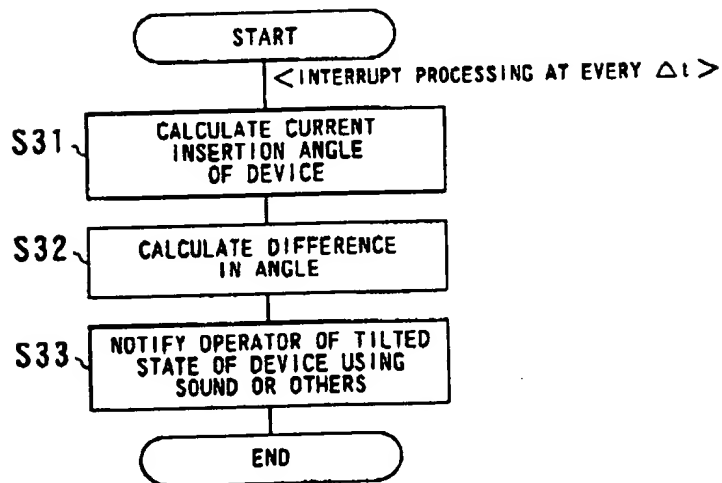 START
<INTERRUPT PROCESSING AT EVERY Δt>
S31
CALCULATE CURRENT
INSERTION ANGLE
OF DEVICE
S32
CALCULATE DIFFERENCE
IN ANGLE
S33
NOTIFY OPERATOR OF TILTED
STATE OF DEVICE USING
SOUND OR OTHERS
END